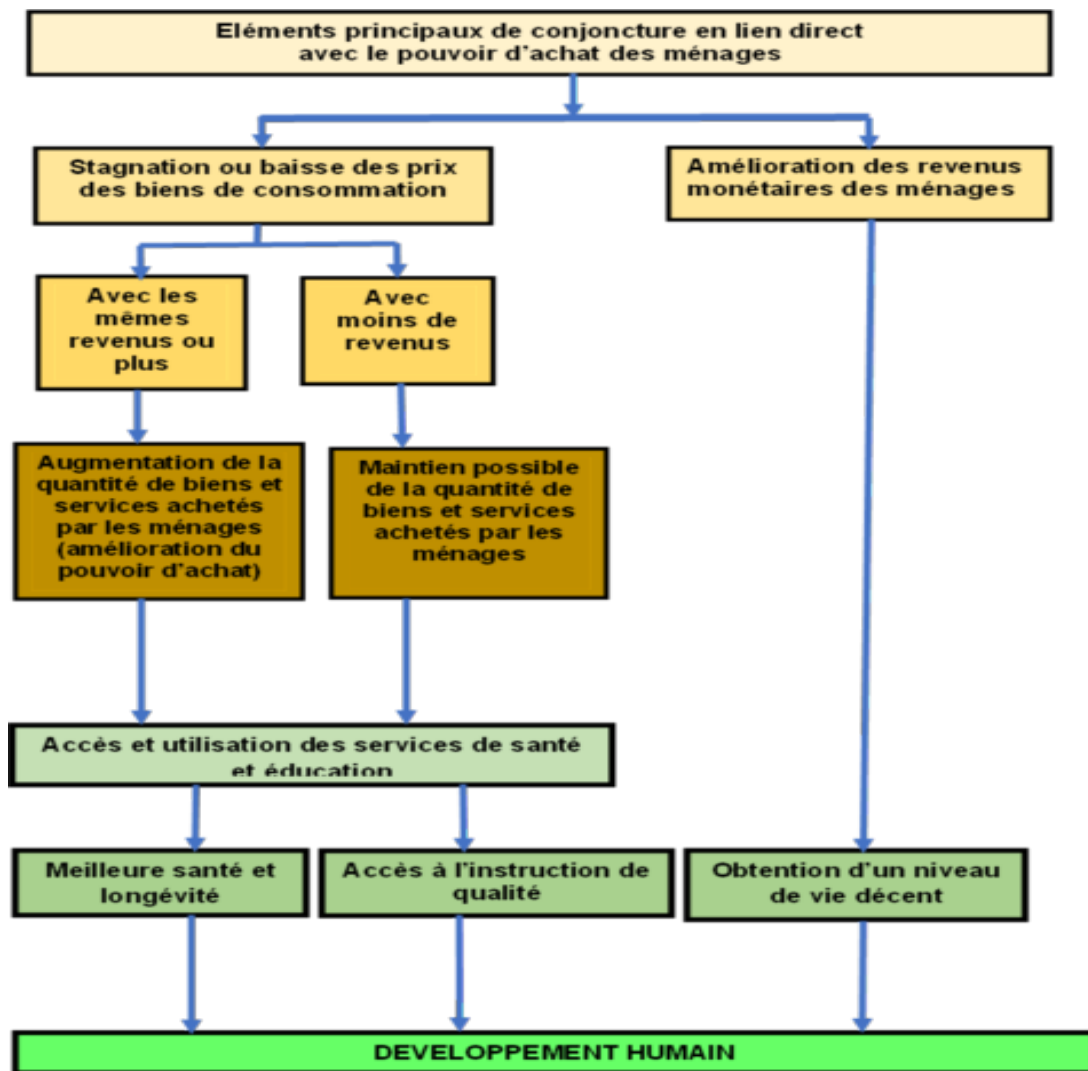 Eléments principaux de conjoncture en lien direct
avec le pouvoir d'achat des ménages
Stagnation ou baisse des prix
des biens de consommation
Amélioration des revenus
monétaires des ménages
Avec les
mêmes
revenus ou
plus
Avec
moins de
revenus
Augmentation de la
quantité de biens et
services achetés
par les ménages
(amélioration du
pouvoir d'achat)
Maintien possible
de la quantité de
biens et services
achetés par les
ménages
Accès et utilisation des services de santé
et éducation
Meilleure santé et
longévité
Accès à l'instruction de
qualité
Obtention d'un niveau
de vie décent
DEVELOPPEMENT HUMAIN